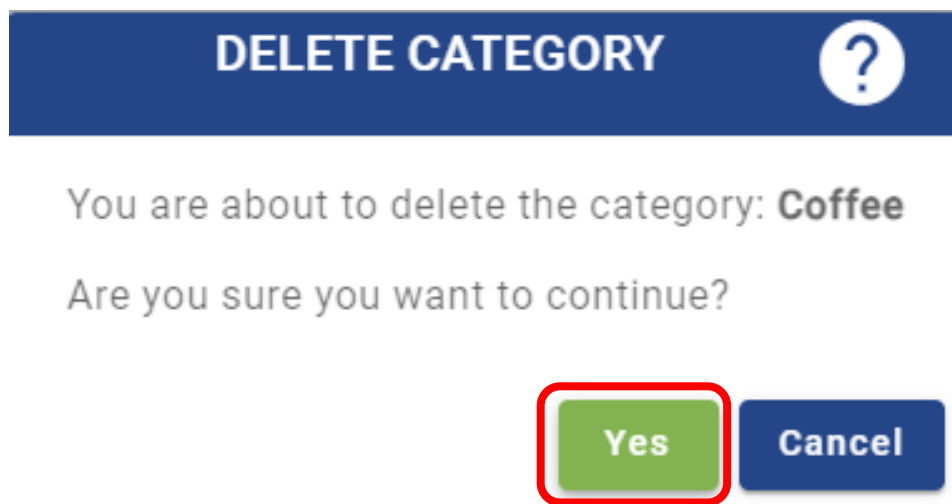 DELETE CATEGORY ?
You are about to delete the category: Coffee
Are you sure you want to continue?
Yes Cancel